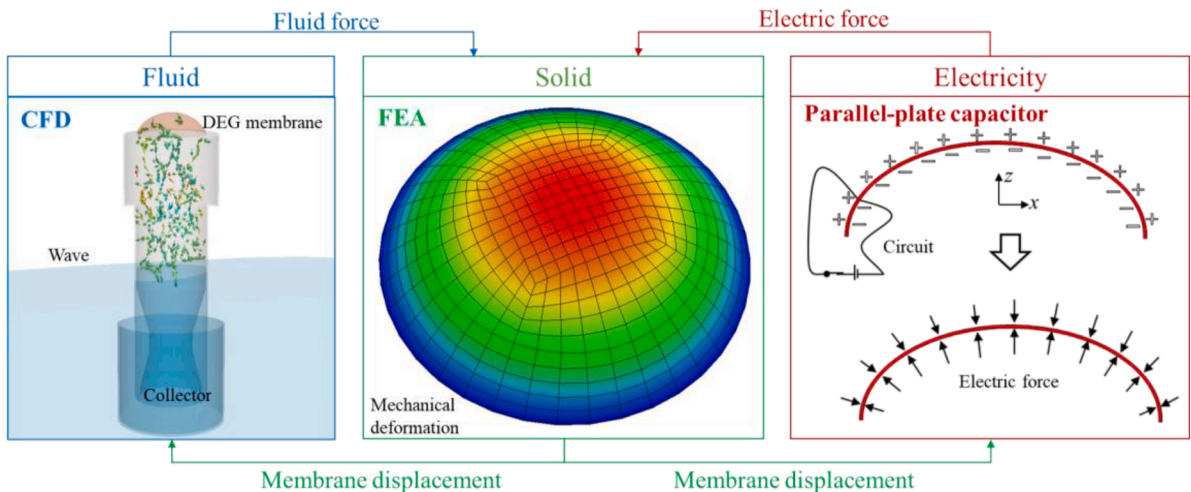 Fluid force
Electric force
Fluid
Solid
Electricity
CFD
DEG membrane
Wave
Collector
FEA
Mechanical
deformation
Parallel-plate capacitor
z
x
Circuit
Electric force
Membrane displacement
Membrane displacement